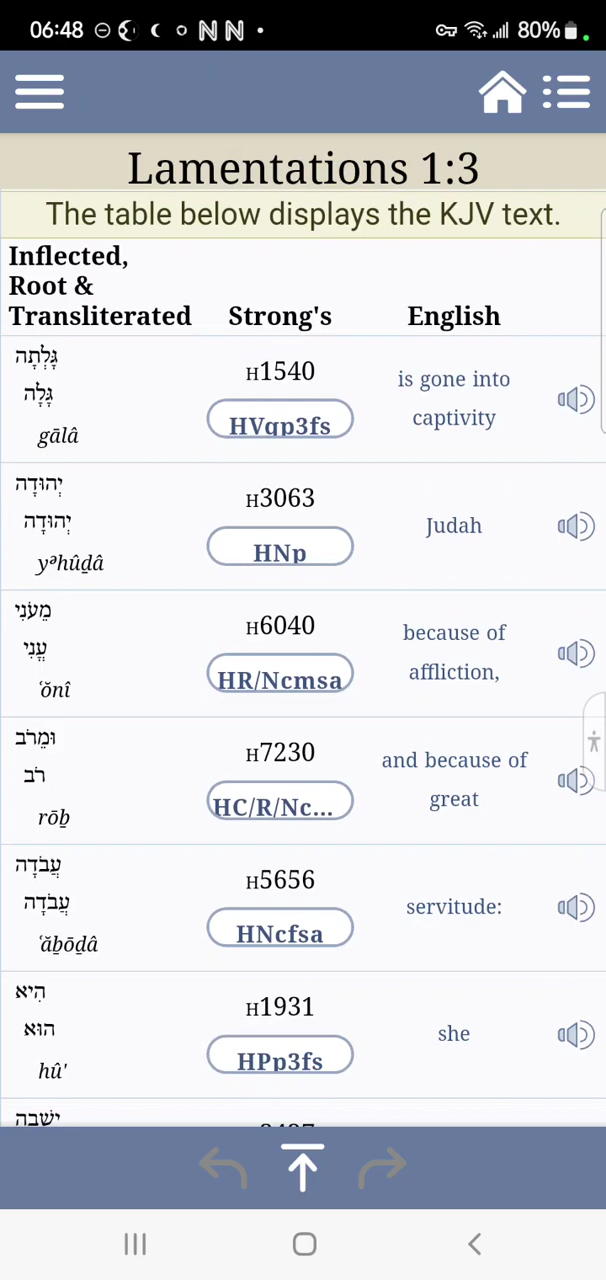 06:48
80%
Lamentations 1:3
The table below displays the KJV text.
Inflected,
Root &
Transliterated Strong's English
גָּלְתָה
גָּלָה
gālâ
H1540
HVqp3fs
is gone into
captivity
יְהוּדָה
יְהוּדָה
yᵊhûḏâ
H3063
HNp
Judah
מֵעֹנִי
עֳנִי
ʿŏnî
H6040
HR/Ncmsa
because of
affliction,
וּמֵרֹב
רֹב
rōḇ
H7230
HC/R/Nc...
and because of
great
עֲבֹדָה
עֲבֹדָה
ʿăḇōḏâ
H5656
HNcfsa
servitude:
הִיא
הוּא
hû'
H1931
HPp3fs
she